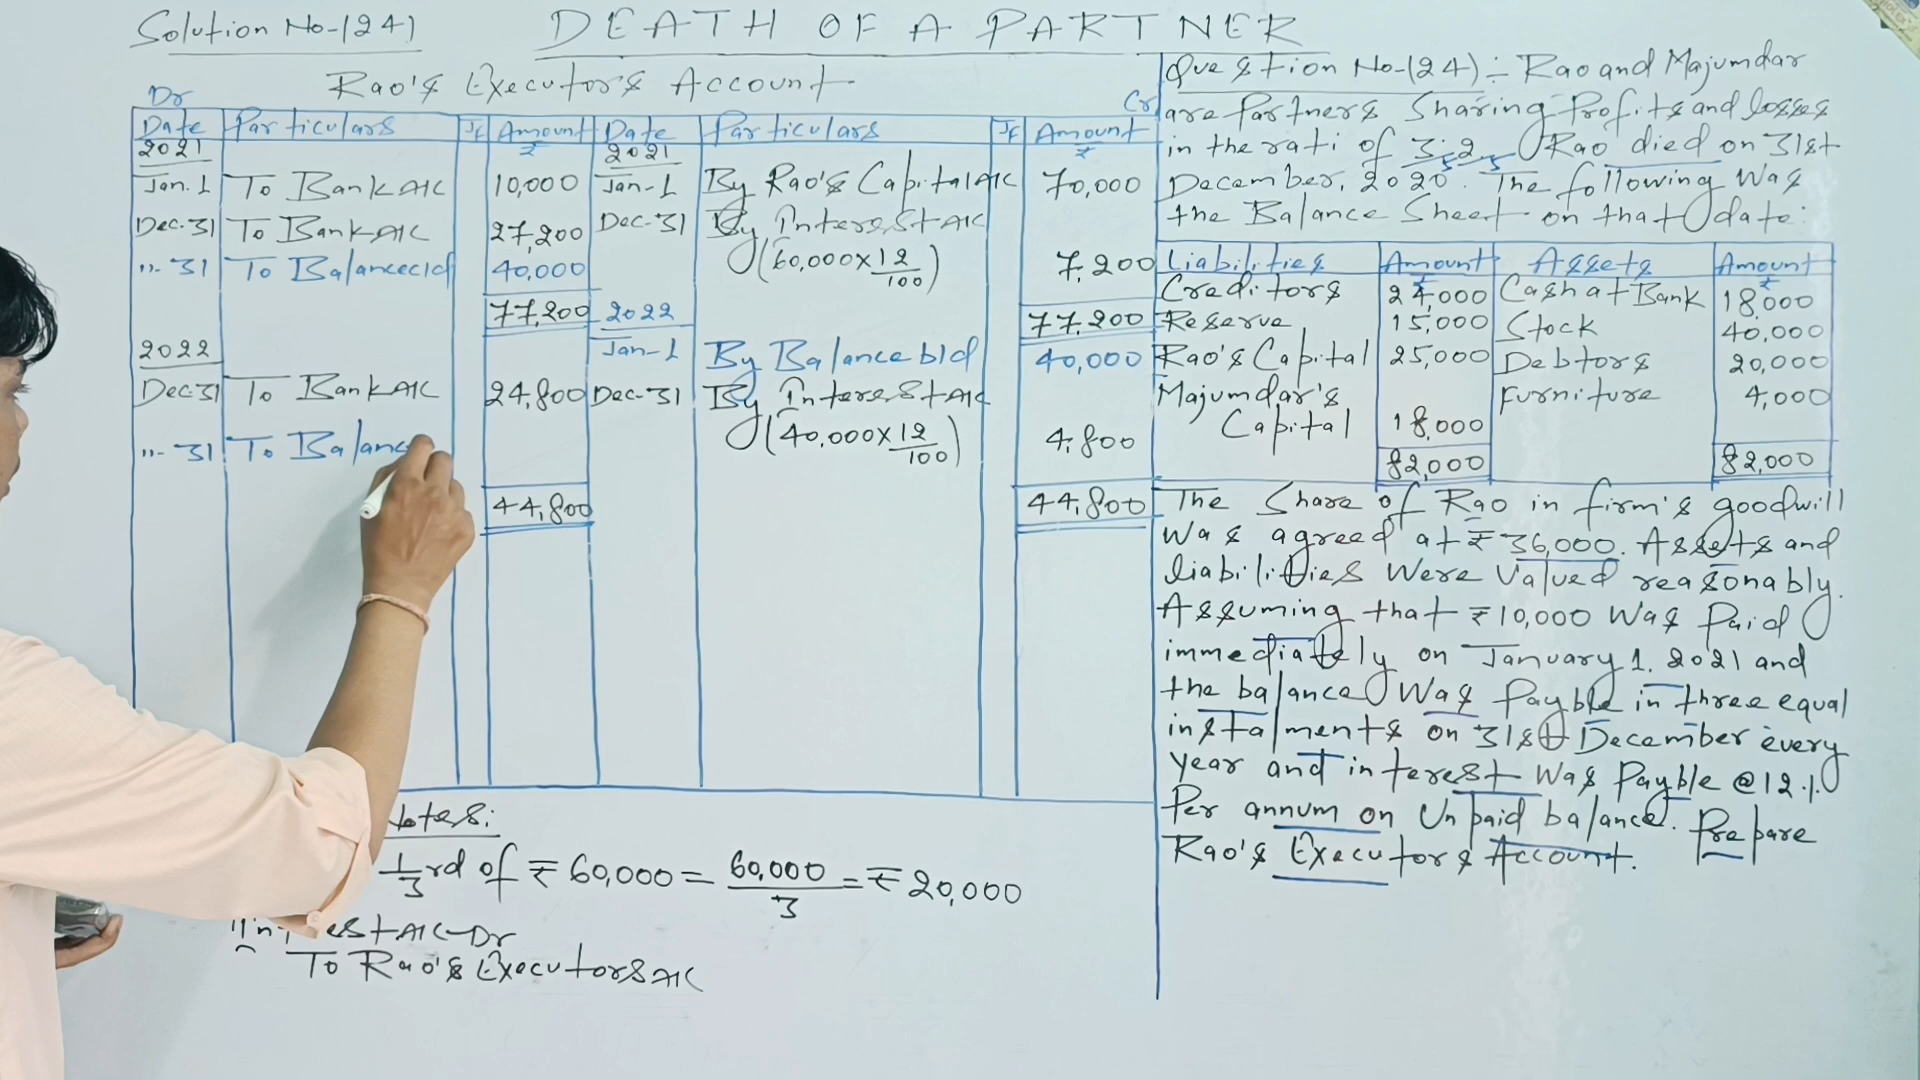 Solution No-(24)
DEATH OF A PARTNER
Rao's Executor's Account
Dr
Cr
Date Particulars JF Amount Date Particulars JF Amount
₹ ₹
2021 2021
Jan. 1 To Bank A/C 10,000 Jan-1 By Rao's Capital A/C 70,000
Dec-31 To Bank A/C 27,200 Dec-31 By Interest A/C
"- 31 To Balance c/d 40,000 (60,000×12/100) 7,200
77,200 2022 77,200
2022 Jan-1 By Balance b/d 40,000
Dec-31 To Bank A/C 24,800 Dec-31 By Interest A/C
"- 31 To Balanc (40,000×12/100) 4,800
44,800 44,800
otes:
1/3rd of ₹60,000 = 60,000/3 = ₹20,000
est A/C-Dr
To Rao's Executors A/C
Question No-(24):- Rao and Majumdar
are Partners Sharing Profits and losses
in the rati of 3:2. Rao died on 31st
5 5
December, 2020. The following was
the Balance Sheet on that date:
Liabilities Amount Assets Amount
₹ ₹
Creditors 24,000 Cash at Bank 18,000
Reserve 15,000 Stock 40,000
Rao's Capital 25,000 Debtors 20,000
Majumdar's Furniture 4,000
Capital 18,000
82,000 82,000
The Share of Rao in firm's goodwill
was agreed at ₹36,000. Assets and
liabilities were valued reasonably.
Assuming that ₹10,000 was paid
immediately on January 1. 2021 and
the balance was payble in three equal
instalments on 31st December every
year and interest was payble @12%
Per annum on Unpaid balance. Prepare
Rao's Executors Account.